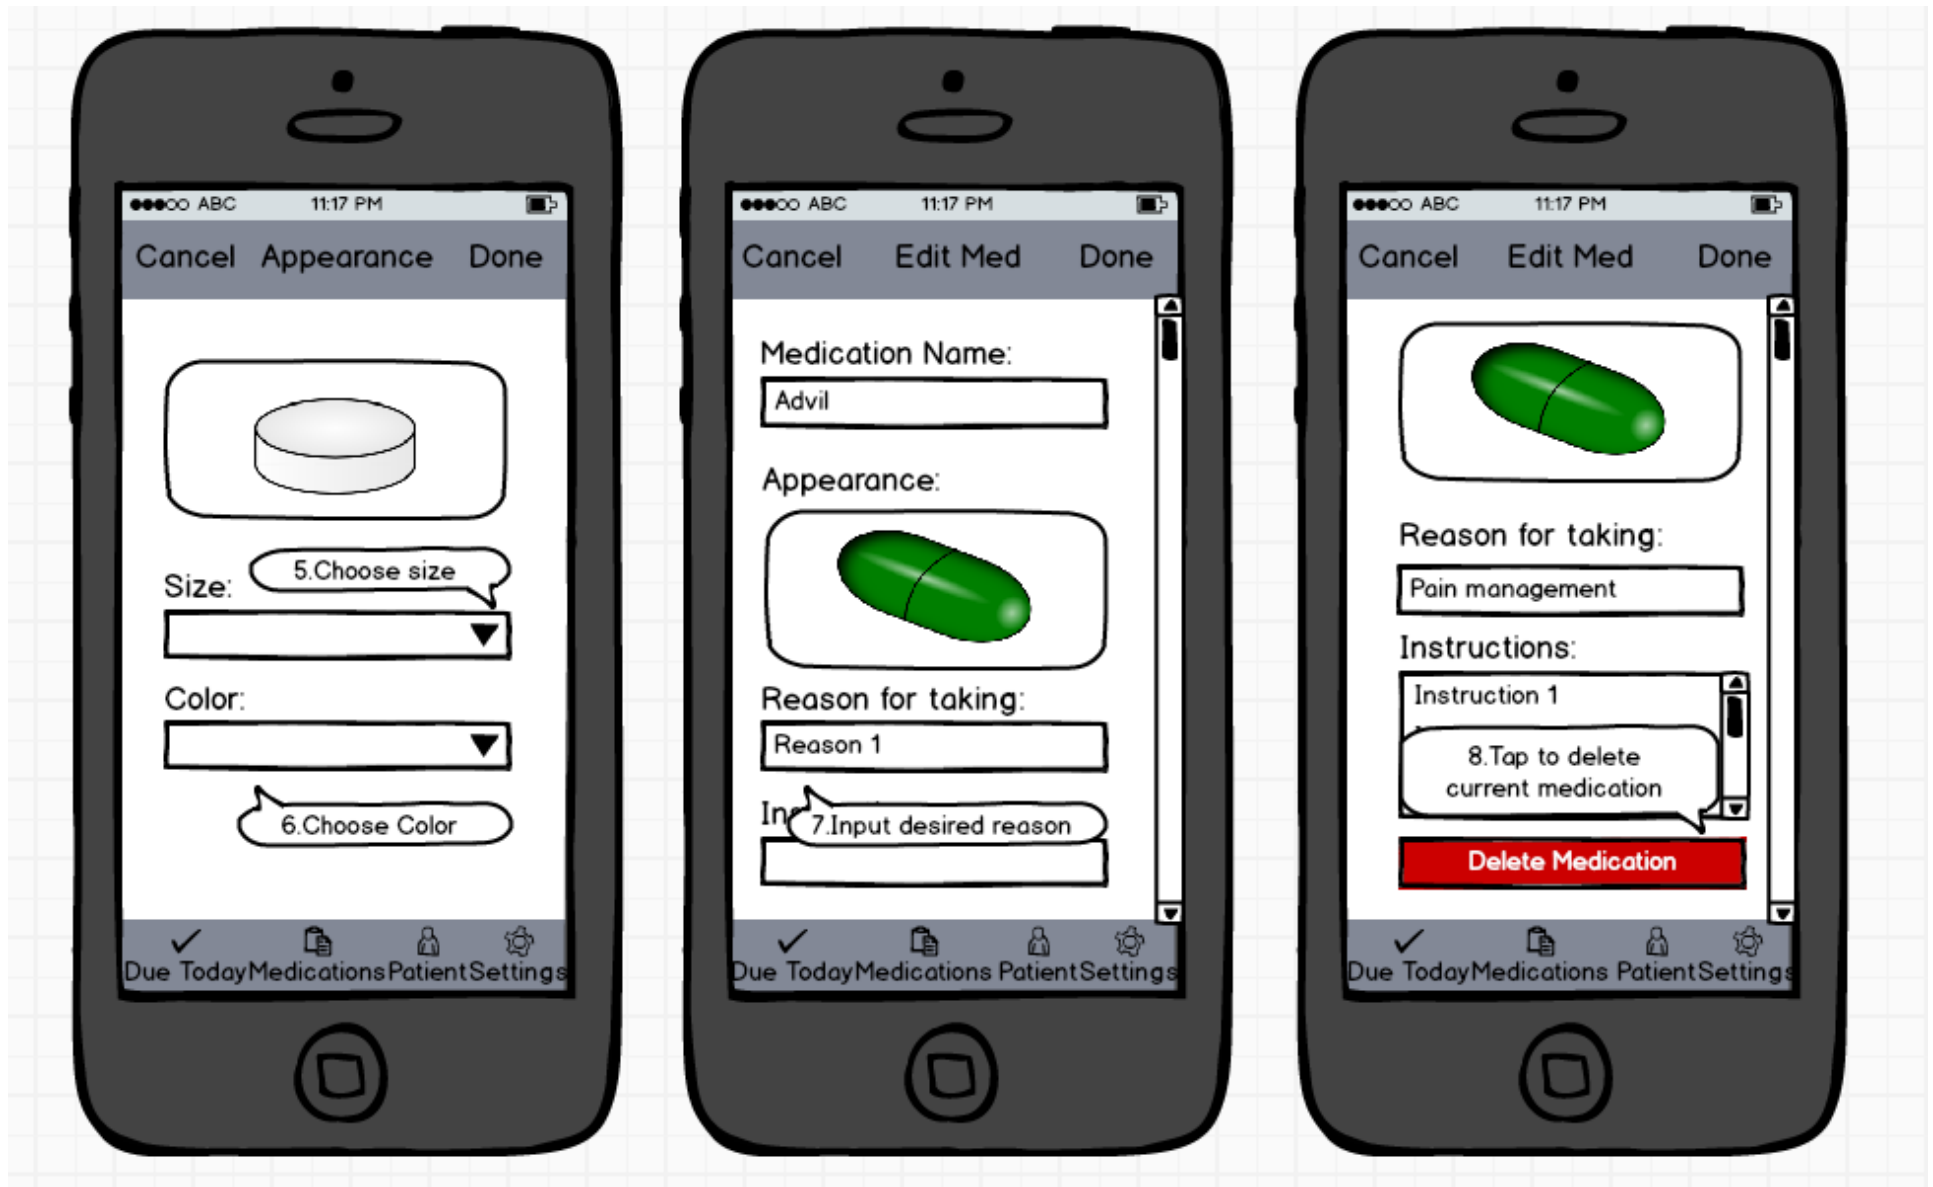 ABC 11:17 PM
Cancel Appearance Done
5.Choose size
Size:
Color:
6.Choose Color
Due Today Medications Patient Settings
ABC 11:17 PM
Cancel Edit Med Done
Medication Name:
Advil
Appearance:
Reason for taking:
Reason 1
7.Input desired reason
Due Today Medications Patient Settings
ABC 11:17 PM
Cancel Edit Med Done
Reason for taking:
Pain management
Instructions:
Instruction 1
8.Tap to delete
current medication
Delete Medication
Due Today Medications Patient Settings